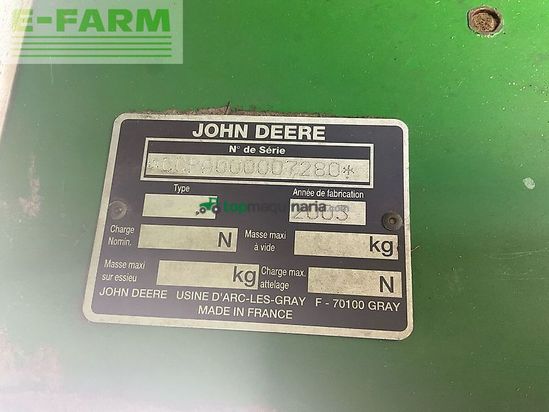 E-FARM
JOHN DEERE
N° de Série
Type
Année de fabrication
2003
topmaquinaria.com
Charge Nomin. N
Masse maxi à vide kg
Masse maxi sur essieu kg
Charge max. attelage N
JOHN DEERE USINE D'ARC-LES-GRAY F - 70100 GRAY
MADE IN FRANCE